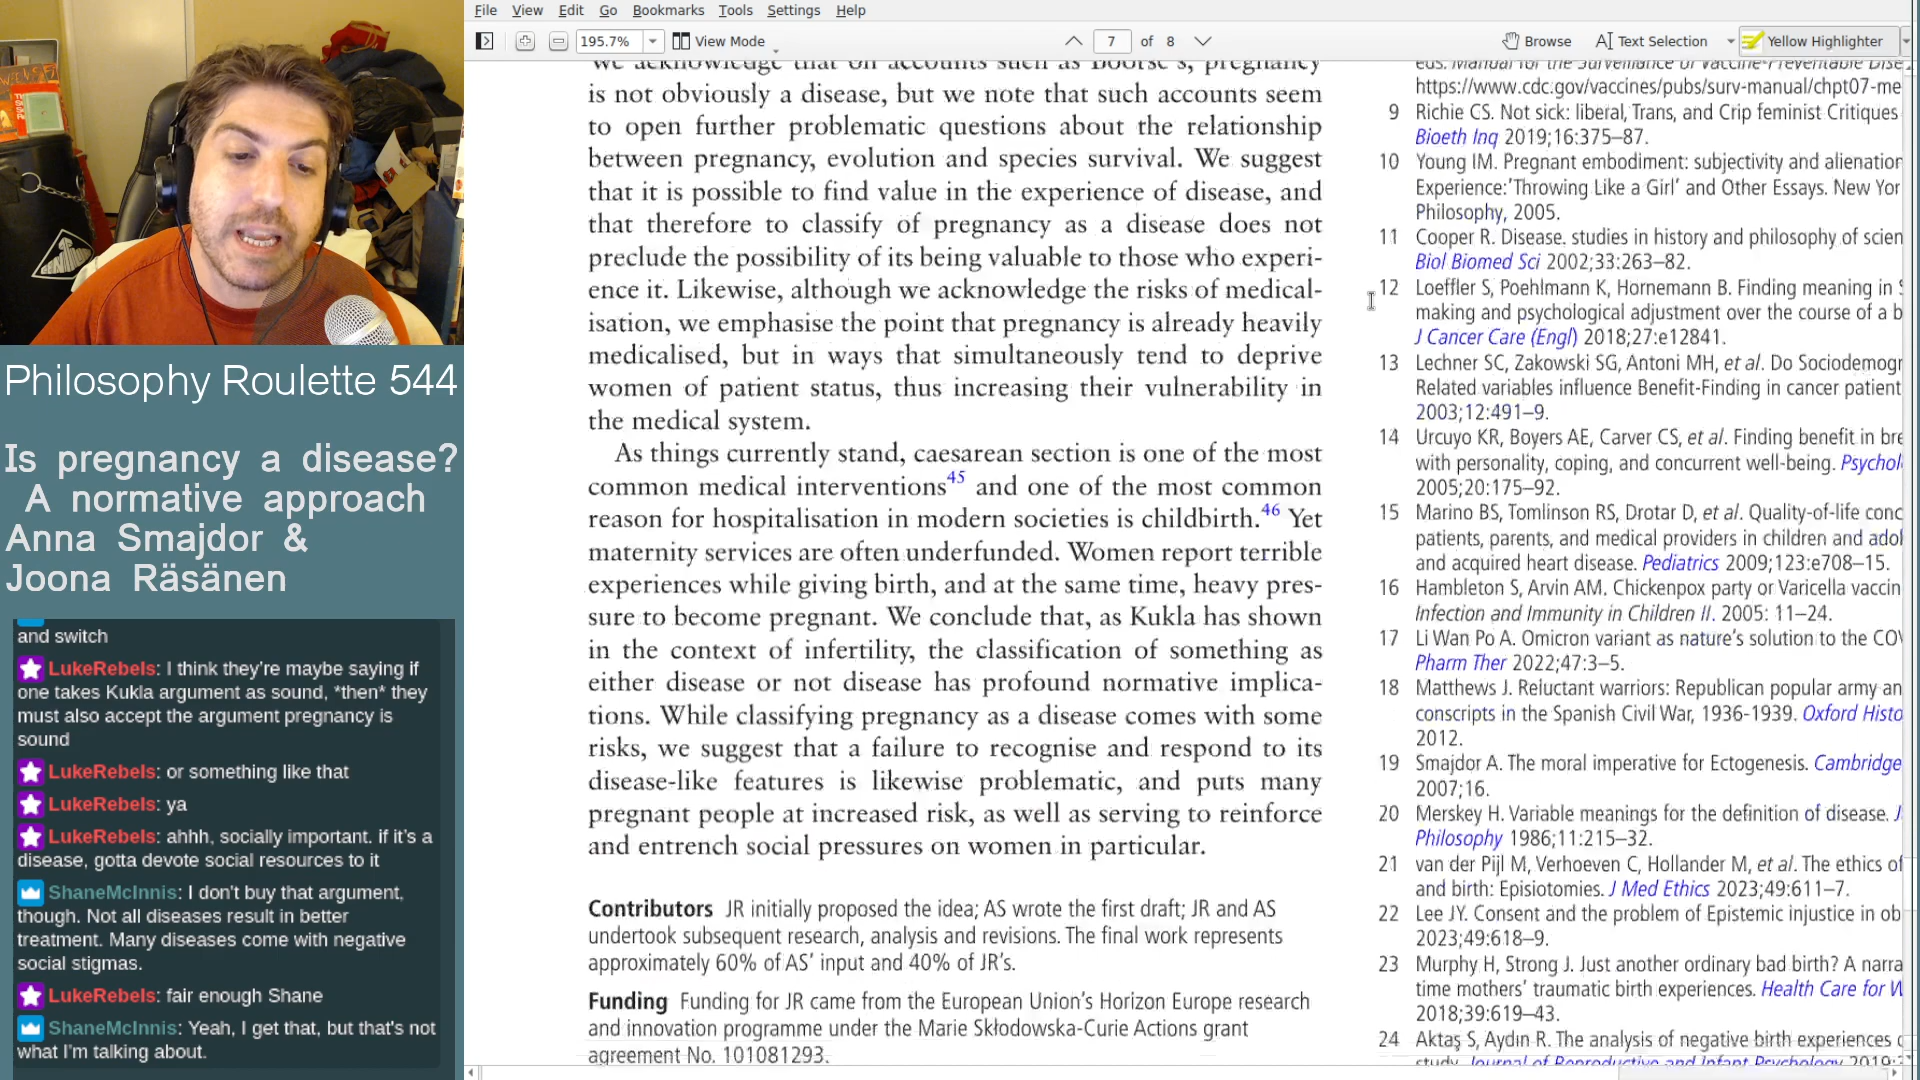 File View Edit Go Bookmarks Tools Settings Help
195.7% View Mode 7 of 8 Browse Text Selection Yellow Highlighter
we acknowledge that on accounts such as Boorse's, pregnancy
is not obviously a disease, but we note that such accounts seem
to open further problematic questions about the relationship
between pregnancy, evolution and species survival. We suggest
that it is possible to find value in the experience of disease, and
that therefore to classify of pregnancy as a disease does not
preclude the possibility of its being valuable to those who experi-
ence it. Likewise, although we acknowledge the risks of medical-
isation, we emphasise the point that pregnancy is already heavily
medicalised, but in ways that simultaneously tend to deprive
women of patient status, thus increasing their vulnerability in
the medical system.
As things currently stand, caesarean section is one of the most
common medical interventions45 and one of the most common
reason for hospitalisation in modern societies is childbirth.46 Yet
maternity services are often underfunded. Women report terrible
experiences while giving birth, and at the same time, heavy pres-
sure to become pregnant. We conclude that, as Kukla has shown
in the context of infertility, the classification of something as
either disease or not disease has profound normative implica-
tions. While classifying pregnancy as a disease comes with some
risks, we suggest that a failure to recognise and respond to its
disease-like features is likewise problematic, and puts many
pregnant people at increased risk, as well as serving to reinforce
and entrench social pressures on women in particular.
Contributors JR initially proposed the idea; AS wrote the first draft; JR and AS
undertook subsequent research, analysis and revisions. The final work represents
approximately 60% of AS' input and 40% of JR's.
Funding Funding for JR came from the European Union's Horizon Europe research
and innovation programme under the Marie Skłodowska-Curie Actions grant
agreement No. 101081293.
eds. Manual for the Surveillance of Vaccine-Preventable Dise
https://www.cdc.gov/vaccines/pubs/surv-manual/chpt07-me
9 Richie CS. Not sick: liberal, Trans, and Crip feminist Critiques
Bioeth Inq 2019;16:375–87.
10 Young IM. Pregnant embodiment: subjectivity and alienation
Experience:'Throwing Like a Girl' and Other Essays. New Yor
Philosophy, 2005.
11 Cooper R. Disease. studies in history and philosophy of scien
Biol Biomed Sci 2002;33:263–82.
12 Loeffler S, Poehlmann K, Hornemann B. Finding meaning in S
making and psychological adjustment over the course of a b
J Cancer Care (Engl) 2018;27:e12841.
13 Lechner SC, Zakowski SG, Antoni MH, et al. Do Sociodemogr
Related variables influence Benefit-Finding in cancer patient
2003;12:491–9.
14 Urcuyo KR, Boyers AE, Carver CS, et al. Finding benefit in bre
with personality, coping, and concurrent well-being. Psychol
2005;20:175–92.
15 Marino BS, Tomlinson RS, Drotar D, et al. Quality-of-life conc
patients, parents, and medical providers in children and adol
and acquired heart disease. Pediatrics 2009;123:e708–15.
16 Hambleton S, Arvin AM. Chickenpox party or Varicella vaccin
Infection and Immunity in Children II. 2005: 11–24.
17 Li Wan Po A. Omicron variant as nature's solution to the COV
Pharm Ther 2022;47:3–5.
18 Matthews J. Reluctant warriors: Republican popular army an
conscripts in the Spanish Civil War, 1936-1939. Oxford Histo
2012.
19 Smajdor A. The moral imperative for Ectogenesis. Cambridge
2007;16.
20 Merskey H. Variable meanings for the definition of disease. J
Philosophy 1986;11:215–32.
21 van der Pijl M, Verhoeven C, Hollander M, et al. The ethics of
and birth: Episiotomies. J Med Ethics 2023;49:611–7.
22 Lee JY. Consent and the problem of Epistemic injustice in ob
2023;49:618–9.
23 Murphy H, Strong J. Just another ordinary bad birth? A narra
time mothers' traumatic birth experiences. Health Care for W
2018;39:619–43.
24 Aktaş S, Aydın R. The analysis of negative birth experiences o
study. Journal of Reproductive and Infant Psychology 2019;3
Philosophy Roulette 544
Is pregnancy a disease?
A normative approach
Anna Smajdor &
Joona Räsänen
and switch
LukeRebels: I think they're maybe saying if
one takes Kukla argument as sound, *then* they
must also accept the argument pregnancy is
sound
LukeRebels: or something like that
LukeRebels: ya
LukeRebels: ahhh, socially important. if it's a
disease, gotta devote social resources to it
ShaneMcInnis: I don't buy that argument,
though. Not all diseases result in better
treatment. Many diseases come with negative
social stigmas.
LukeRebels: fair enough Shane
ShaneMcInnis: Yeah, I get that, but that's not
what I'm talking about.